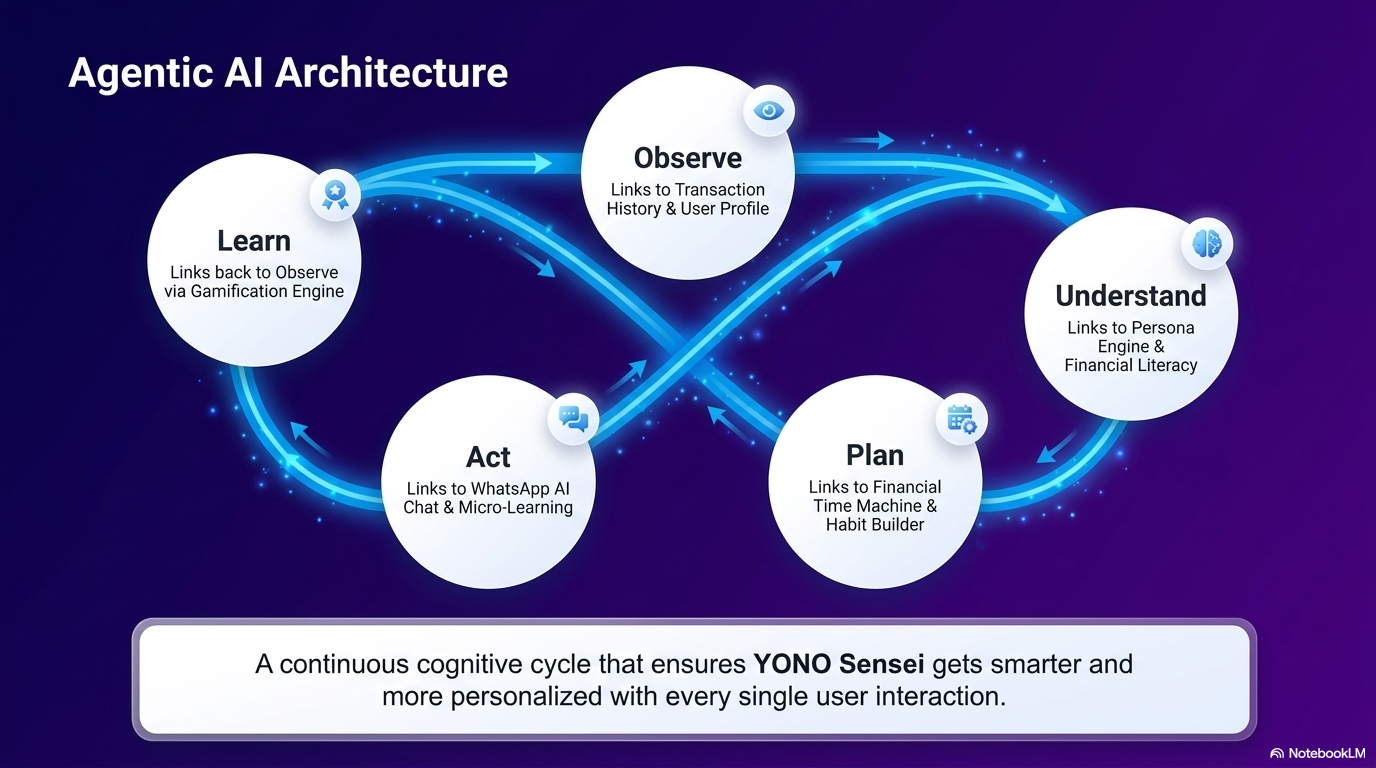 Agentic AI Architecture
Observe
Links to Transaction
History & User Profile
Learn
Links back to Observe
via Gamification Engine
Understand
Links to Persona
Engine &
Financial Literacy
Act
Links to WhatsApp AI
Chat & Micro-Learning
Plan
Links to Financial
Time Machine &
Habit Builder
A continuous cognitive cycle that ensures YONO Sensei gets smarter and
more personalized with every single user interaction.
NotebookLM